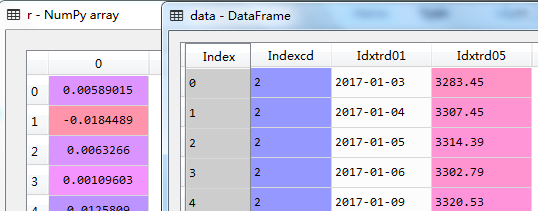 r - NumPy array
0
0 0.00589015
1 -0.0184489
2 0.0063266
3 0.00109603
4 0.0125809
data - DataFrame
Index Indexcd Idxtrd01 Idxtrd05
0 2 2017-01-03 3283.45
1 2 2017-01-04 3307.45
2 2 2017-01-05 3314.39
3 2 2017-01-06 3302.79
4 2 2017-01-09 3320.53